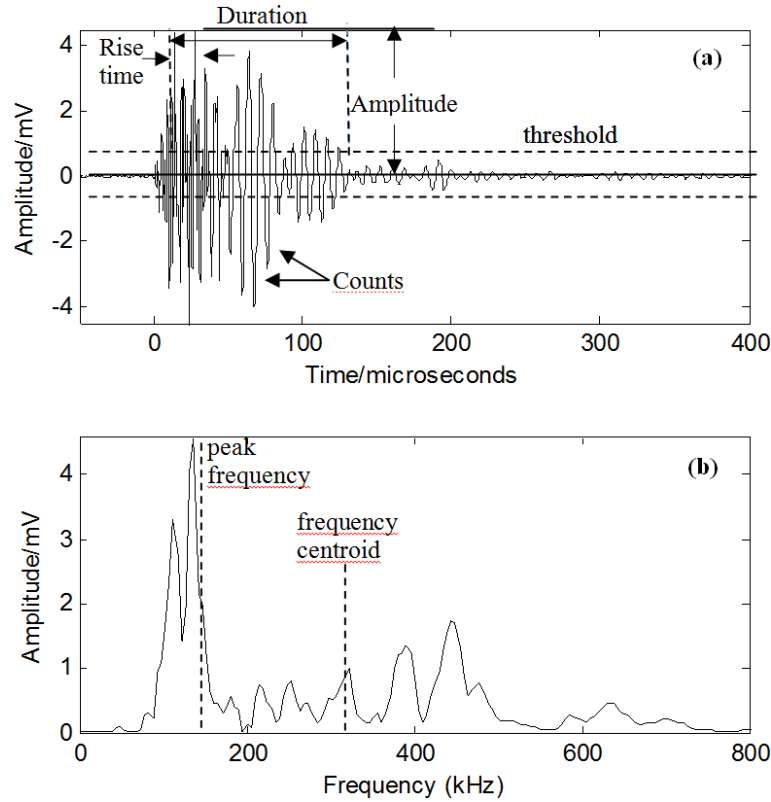 Duration
(a)
Rise
time
Amplitude
threshold
Counts
4
2
0
-2
-4
Amplitude/mV
0 100 200 300 400
Time/microseconds
peak
frequency
(b)
frequency
centroid
4
3
2
1
0
Amplitude/mV
0 200 400 600 800
Frequency (kHz)